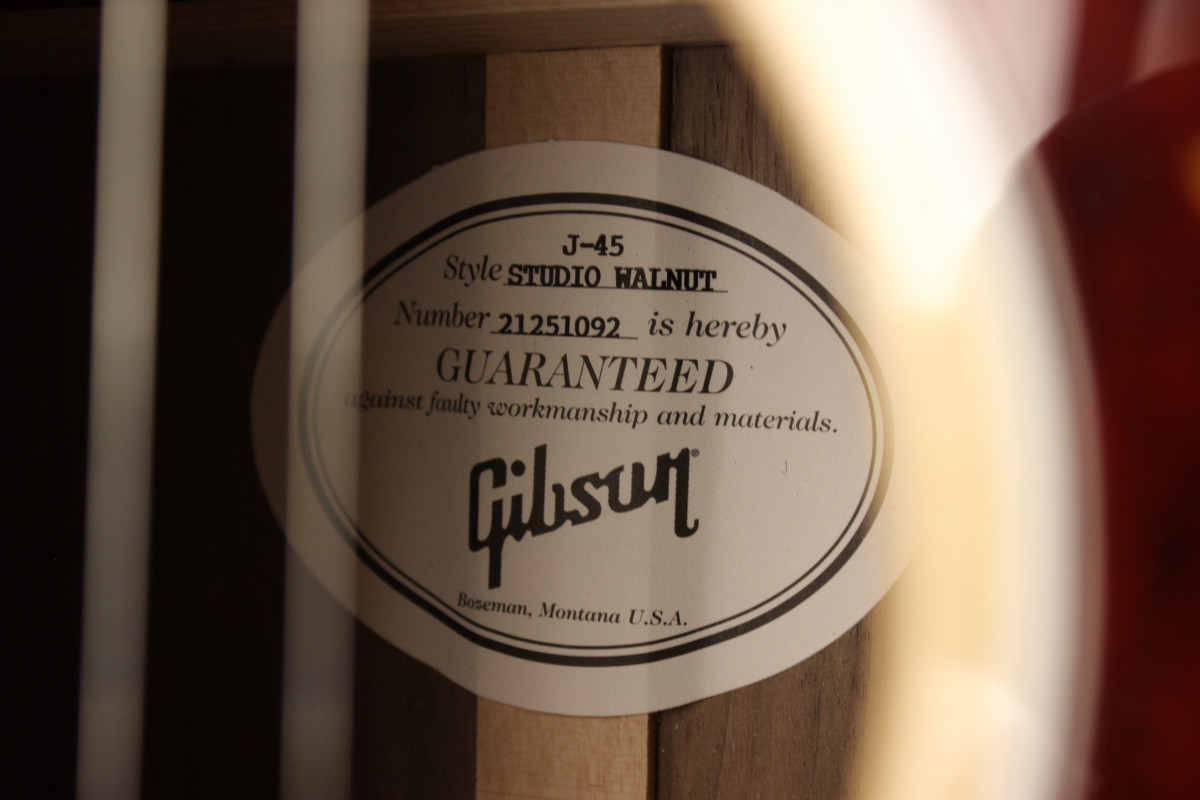 J-45
Style STUDIO WALNUT
Number 21251092 is hereby
GUARANTEED
against faulty workmanship and materials.
Gibson®
Bozeman, Montana U.S.A.